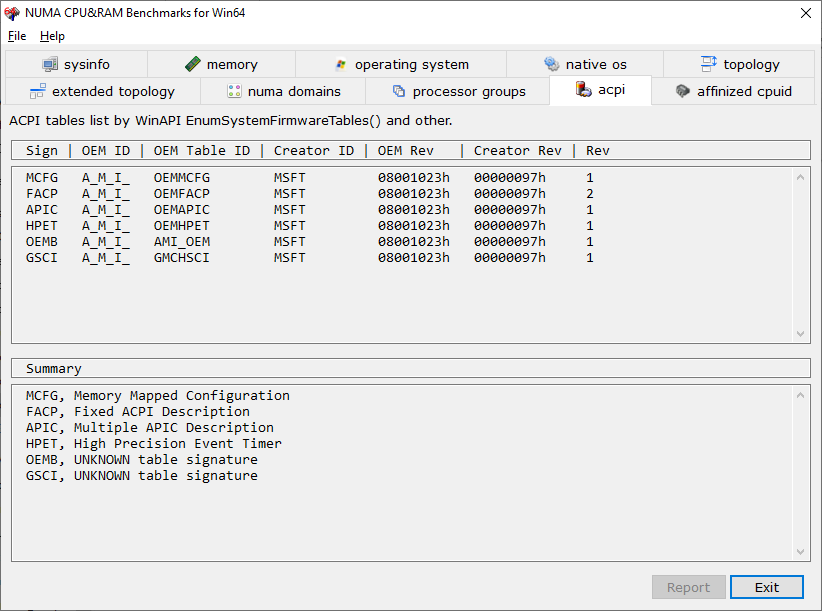 NUMA CPU&RAM Benchmarks for Win64
File Help
sysinfo memory operating system native os topology
extended topology numa domains processor groups acpi affinized cpuid
ACPI tables list by WinAPI EnumSystemFirmwareTables() and other.
Sign | OEM ID | OEM Table ID | Creator ID | OEM Rev | Creator Rev | Rev
MCFG A_M_I_ OEMMCFG MSFT 08001023h 00000097h 1
FACP A_M_I_ OEMFACP MSFT 08001023h 00000097h 2
APIC A_M_I_ OEMAPIC MSFT 08001023h 00000097h 1
HPET A_M_I_ OEMHPET MSFT 08001023h 00000097h 1
OEMB A_M_I_ AMI_OEM MSFT 08001023h 00000097h 1
GSCI A_M_I_ GMCHSCI MSFT 08001023h 00000097h 1
Summary
MCFG, Memory Mapped Configuration
FACP, Fixed ACPI Description
APIC, Multiple APIC Description
HPET, High Precision Event Timer
OEMB, UNKNOWN table signature
GSCI, UNKNOWN table signature
Report Exit